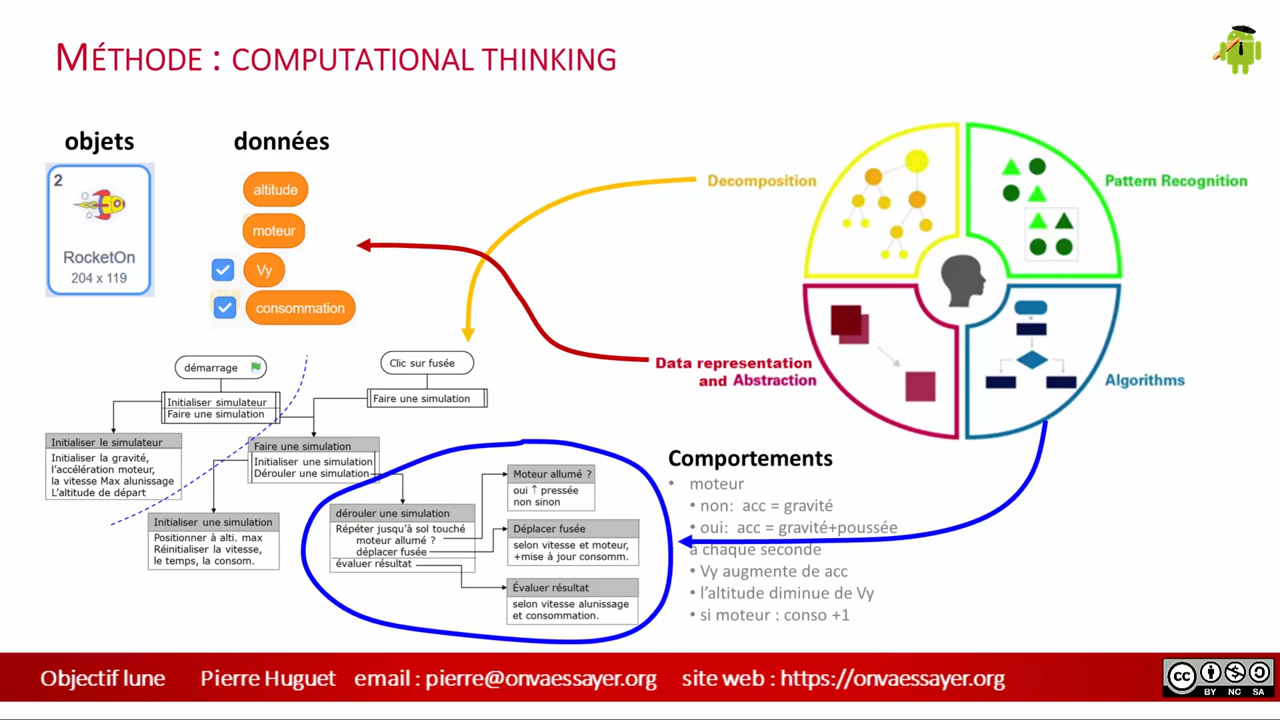 MÉTHODE : COMPUTATIONAL THINKING
objets
données
2
RocketOn
204 x 119
altitude
moteur
Vy
consommation
Decomposition
Pattern Recognition
Data representation
and Abstraction
Algorithms
démarrage
Initialiser simulateur
Faire une simulation
Clic sur fusée
Faire une simulation
Initialiser le simulateur
Initialiser la gravité,
l’accélération moteur,
la vitesse Max alunissage
L’altitude de départ
Faire une simulation
Initialiser une simulation
Dérouler une simulation
Initialiser une simulation
Positionner à alti. max
Réinitialiser la vitesse,
le temps, la consom.
dérouler une simulation
Répéter jusqu’à sol touché
moteur allumé ?
déplacer fusée
évaluer résultat
Moteur allumé ?
oui ↑ pressée
non sinon
Déplacer fusée
selon vitesse et moteur,
+mise à jour consomm.
Évaluer résultat
selon vitesse alunissage
et consommation.
Comportements
• moteur
• non: acc = gravité
• oui: acc = gravité+poussée
à chaque seconde
• Vy augmente de acc
• l’altitude diminue de Vy
• si moteur : conso +1
Objectif lune Pierre Huguet email : pierre@onvaessayer.org site web : https://onvaessayer.org
CC BY NC SA